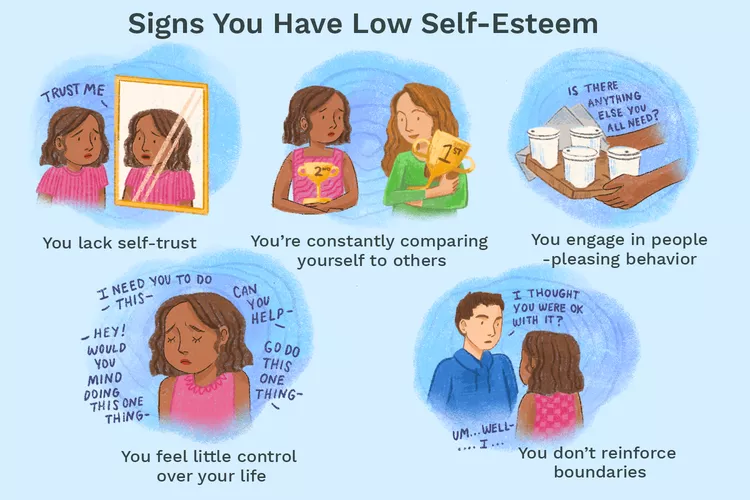 Signs You Have Low Self-Esteem
TRUST ME
2ND
1ST
IS THERE
ANYTHING
ELSE YOU
ALL NEED?
You lack self-trust
You're constantly comparing
yourself to others
You engage in people
-pleasing behavior
I NEED YOU TO DO
THIS-
CAN
YOU
HELP-
-HEY!
WOULD
YOU
MIND
DOING
THIS ONE
THING-
GO DO
THIS
ONE
THING-
I THOUGHT
YOU WERE OK
WITH IT?
UM...WELL-
....I...
You feel little control
over your life
You don't reinforce
boundaries